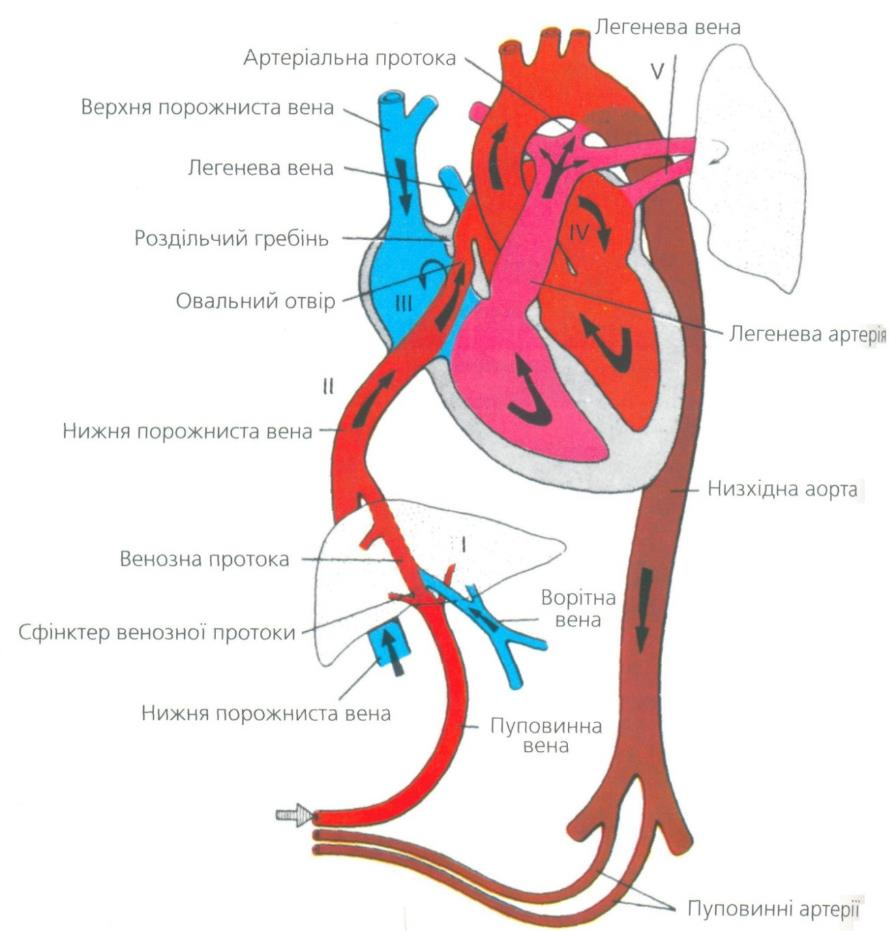 Легенева вена
Артеріальна протока
V
Верхня порожниста вена
Легенева вена
Роздільчий гребінь
IV
Овальний отвір
III
Легенева артерія
II
Нижня порожниста вена
Низхідна аорта
I
Венозна протока
Ворітна
вена
Сфінктер венозної протоки
Нижня порожниста вена
Пуповинна
вена
Пуповинні артерії